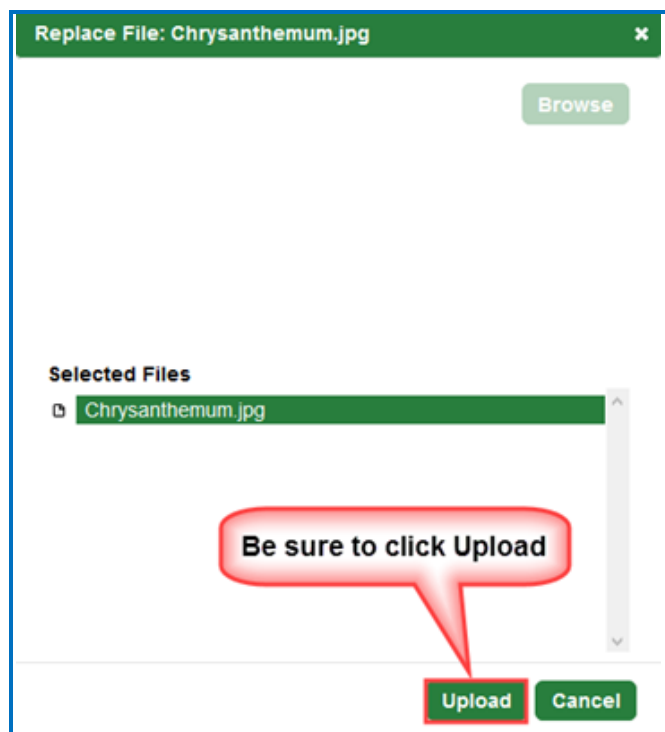 Replace File: Chrysanthemum.jpg
Browse
Selected Files
Chrysanthemum.jpg
Be sure to click Upload
Upload Cancel